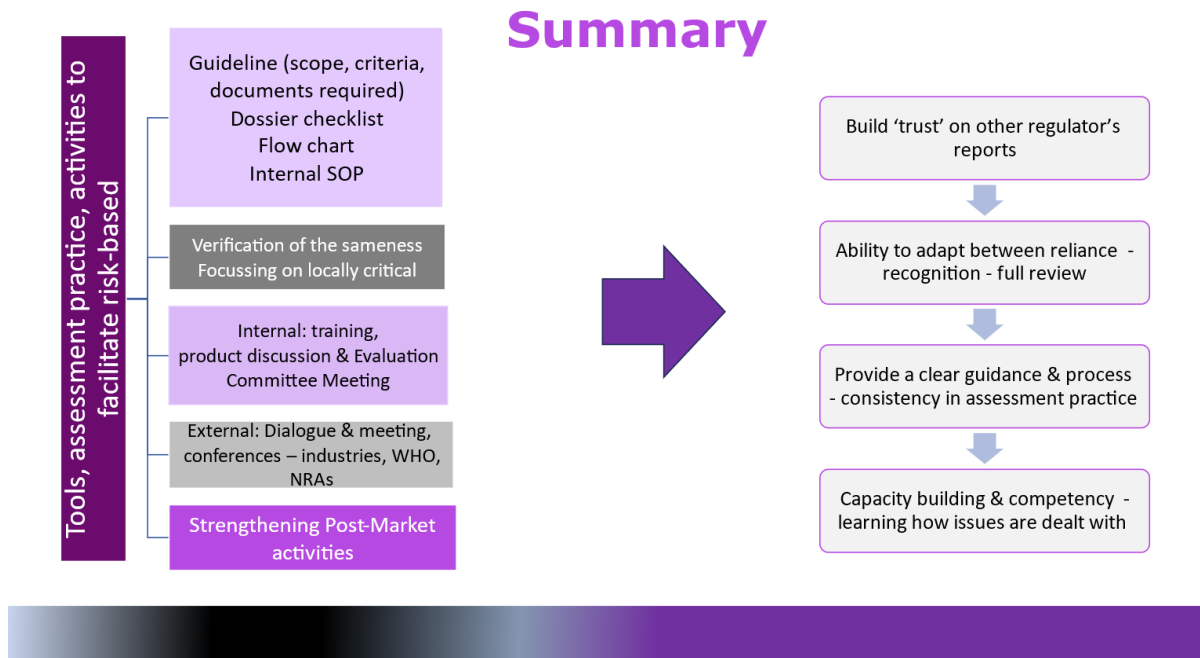 Summary
Tools, assessment practice, activities to
facilitate risk-based
Guideline (scope, criteria,
documents required)
Dossier checklist
Flow chart
Internal SOP
Verification of the sameness
Focussing on locally critical
Internal: training,
product discussion & Evaluation
Committee Meeting
External: Dialogue & meeting,
conferences – industries, WHO,
NRAs
Strengthening Post-Market
activities
Build ‘trust’ on other regulator’s
reports
Ability to adapt between reliance -
recognition - full review
Provide a clear guidance & process
- consistency in assessment practice
Capacity building & competency -
learning how issues are dealt with